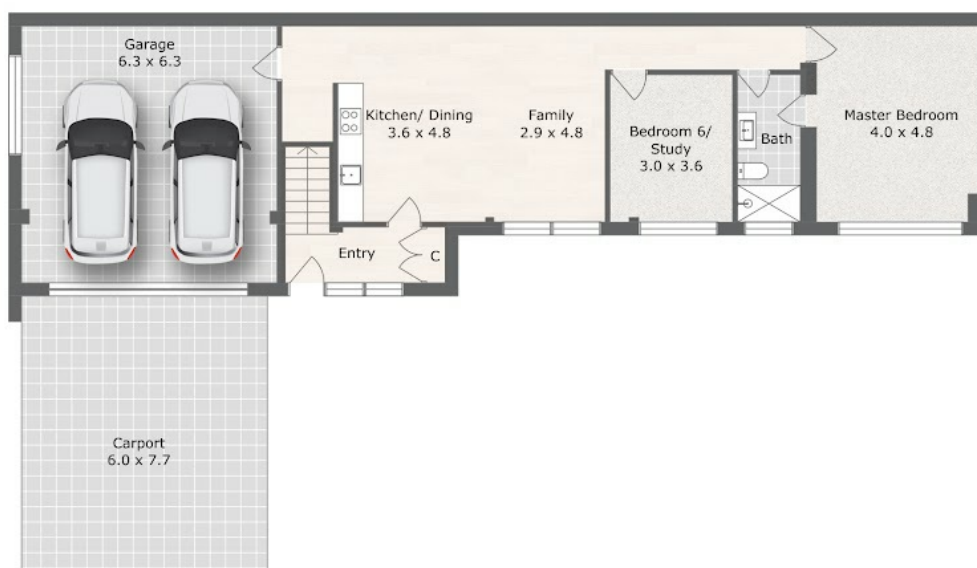 Garage
6.3 x 6.3
Kitchen/ Dining
3.6 x 4.8
Family
2.9 x 4.8
Bedroom 6/
Study
3.0 x 3.6
Bath
Master Bedroom
4.0 x 4.8
Entry
C
Carport
6.0 x 7.7